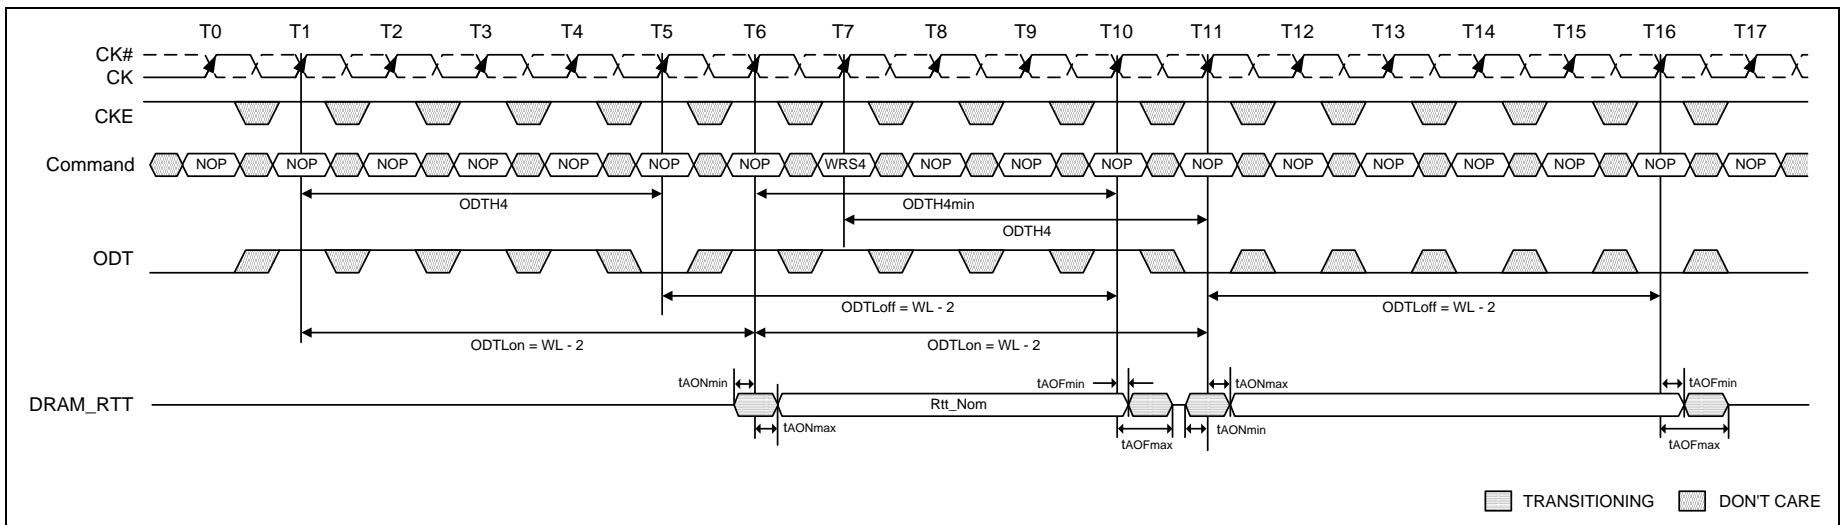 T0 T1 T2 T3 T4 T5 T6 T7 T8 T9 T10 T11 T12 T13 T14 T15 T16 T17
CK#
CK
CKE
Command NOP NOP NOP NOP NOP NOP NOP WRS4 NOP NOP NOP NOP NOP NOP NOP NOP NOP NOP
ODTH4 ODTH4min
ODTH4
ODT
ODTLoff = WL - 2 ODTLoff = WL - 2
ODTLon = WL - 2 ODTLon = WL - 2
tAONmin tAOFmin tAONmax tAOFmin
DRAM_RTT Rtt_Nom
tAONmax tAOFmax tAONmin tAOFmax
TRANSITIONING DON'T CARE